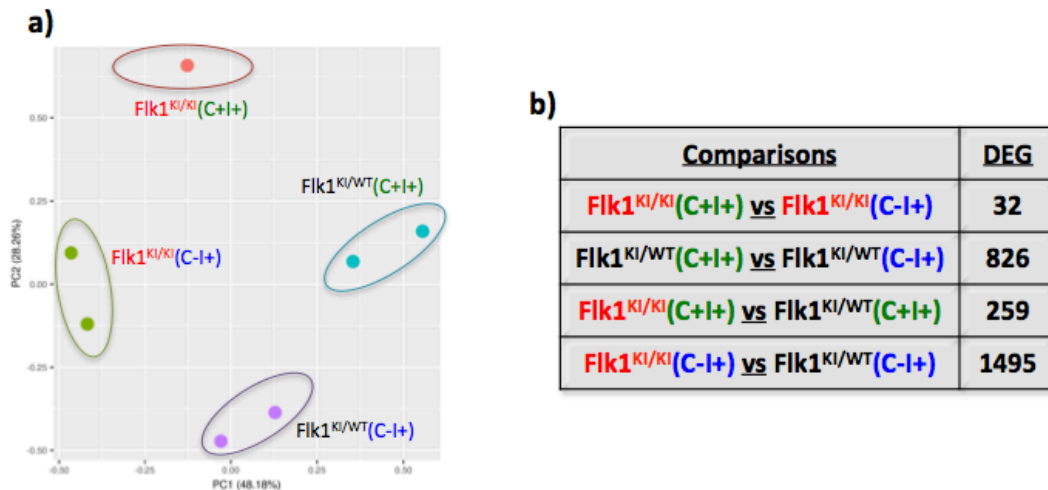 a)
Flk1KI/KI(C+I+)
Flk1KI/WT(C+I+)
Flk1KI/KI(C-I+)
Flk1KI/WT(C-I+)
0.50
0.25
0.00
-0.25
-0.50
PC2 (28.26%)
-0.50 -0.25 0.00 0.25 0.50
PC1 (48.18%)
b)
Comparisons DEG
Flk1KI/KI(C+I+) vs Flk1KI/KI(C-I+) 32
Flk1KI/WT(C+I+) vs Flk1KI/WT(C-I+) 826
Flk1KI/KI(C+I+) vs Flk1KI/WT(C+I+) 259
Flk1KI/KI(C-I+) vs Flk1KI/WT(C-I+) 1495